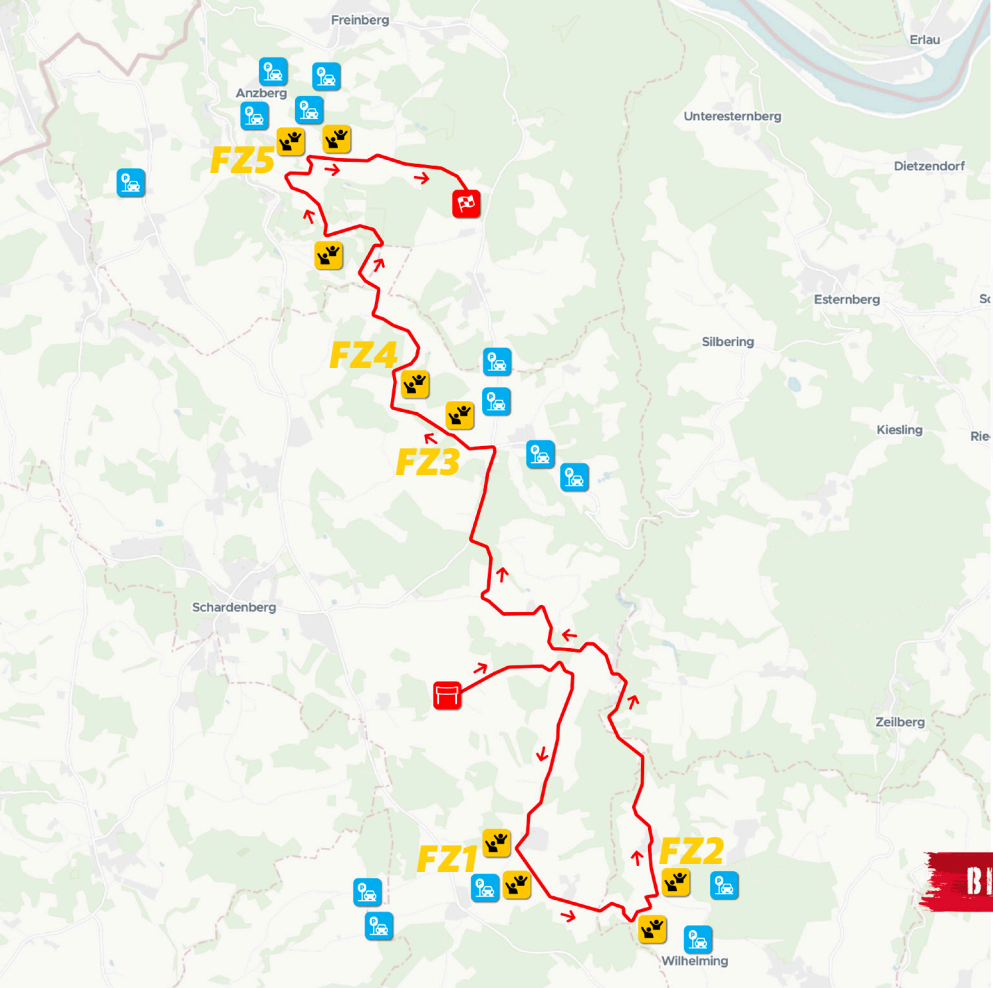 Freinberg
Erlau
Anzberg
Unteresternberg
FZ5
Dietzendorf
Esternberg
Silbering
FZ4
Kiesling
Rie
FZ3
Schardenberg
Zeilberg
FZ1
FZ2
Wilhelming